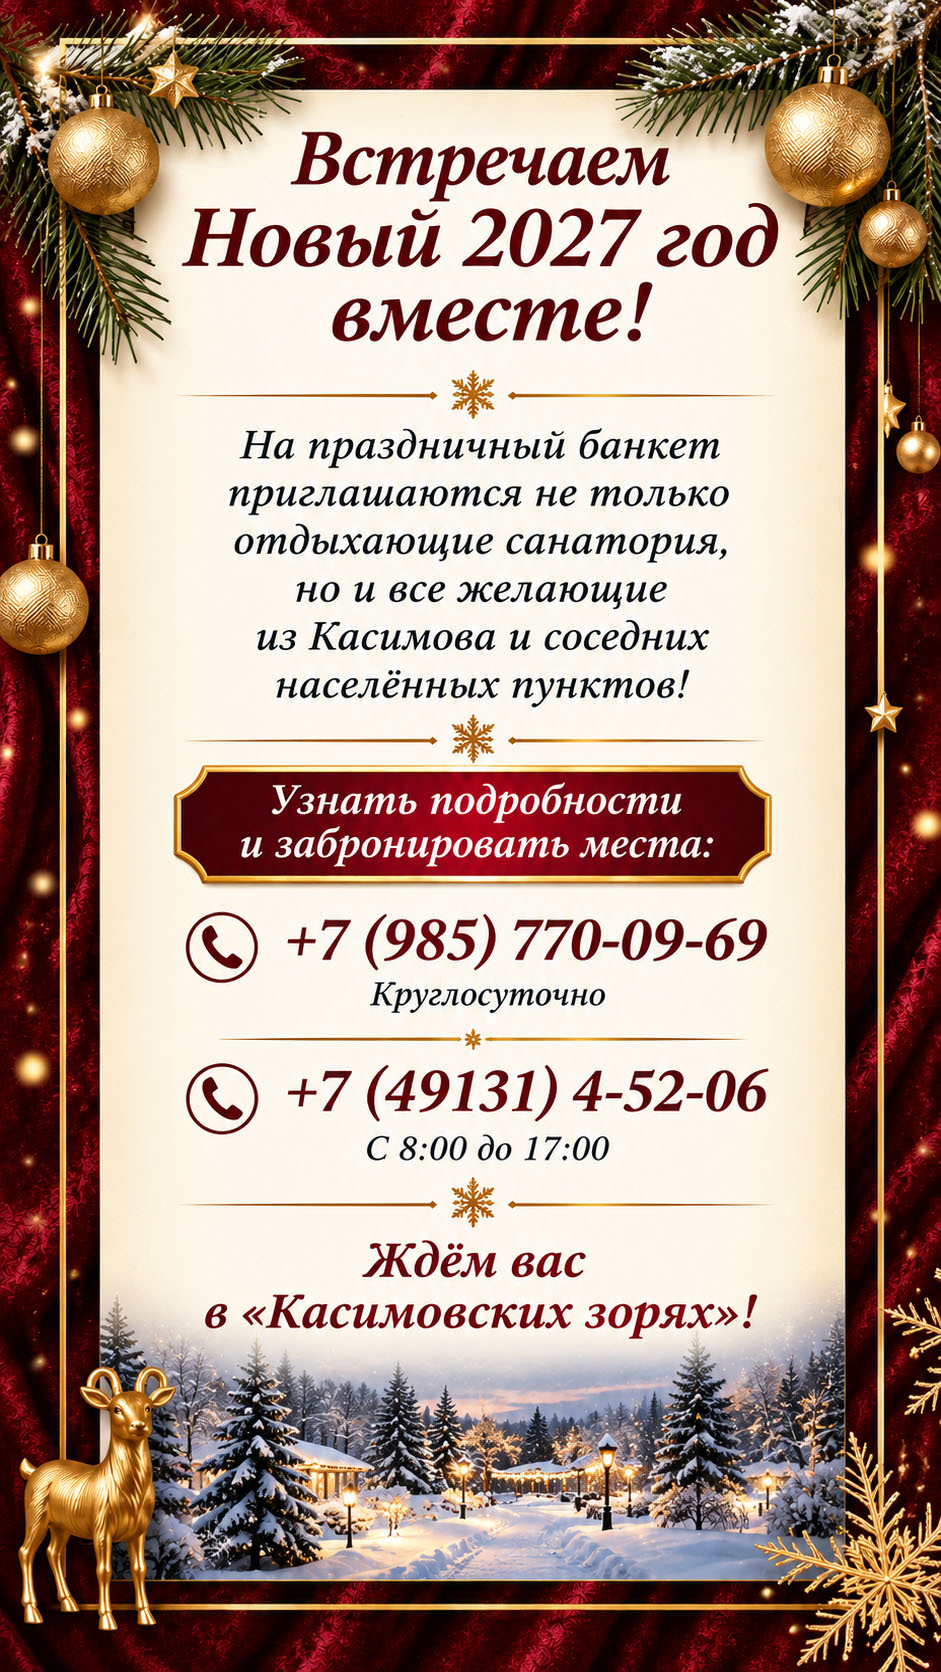 Встречаем
Новый 2027 год
вместе!
На праздничный банкет
приглашаются не только
отдыхающие санатория,
но и все желающие
из Касимова и соседних
населённых пунктов!
Узнать подробности
и забронировать места:
+7 (985) 770-09-69
Круглосуточно
+7 (49131) 4-52-06
С 8:00 до 17:00
Ждём вас
в «Касимовских зорях»!